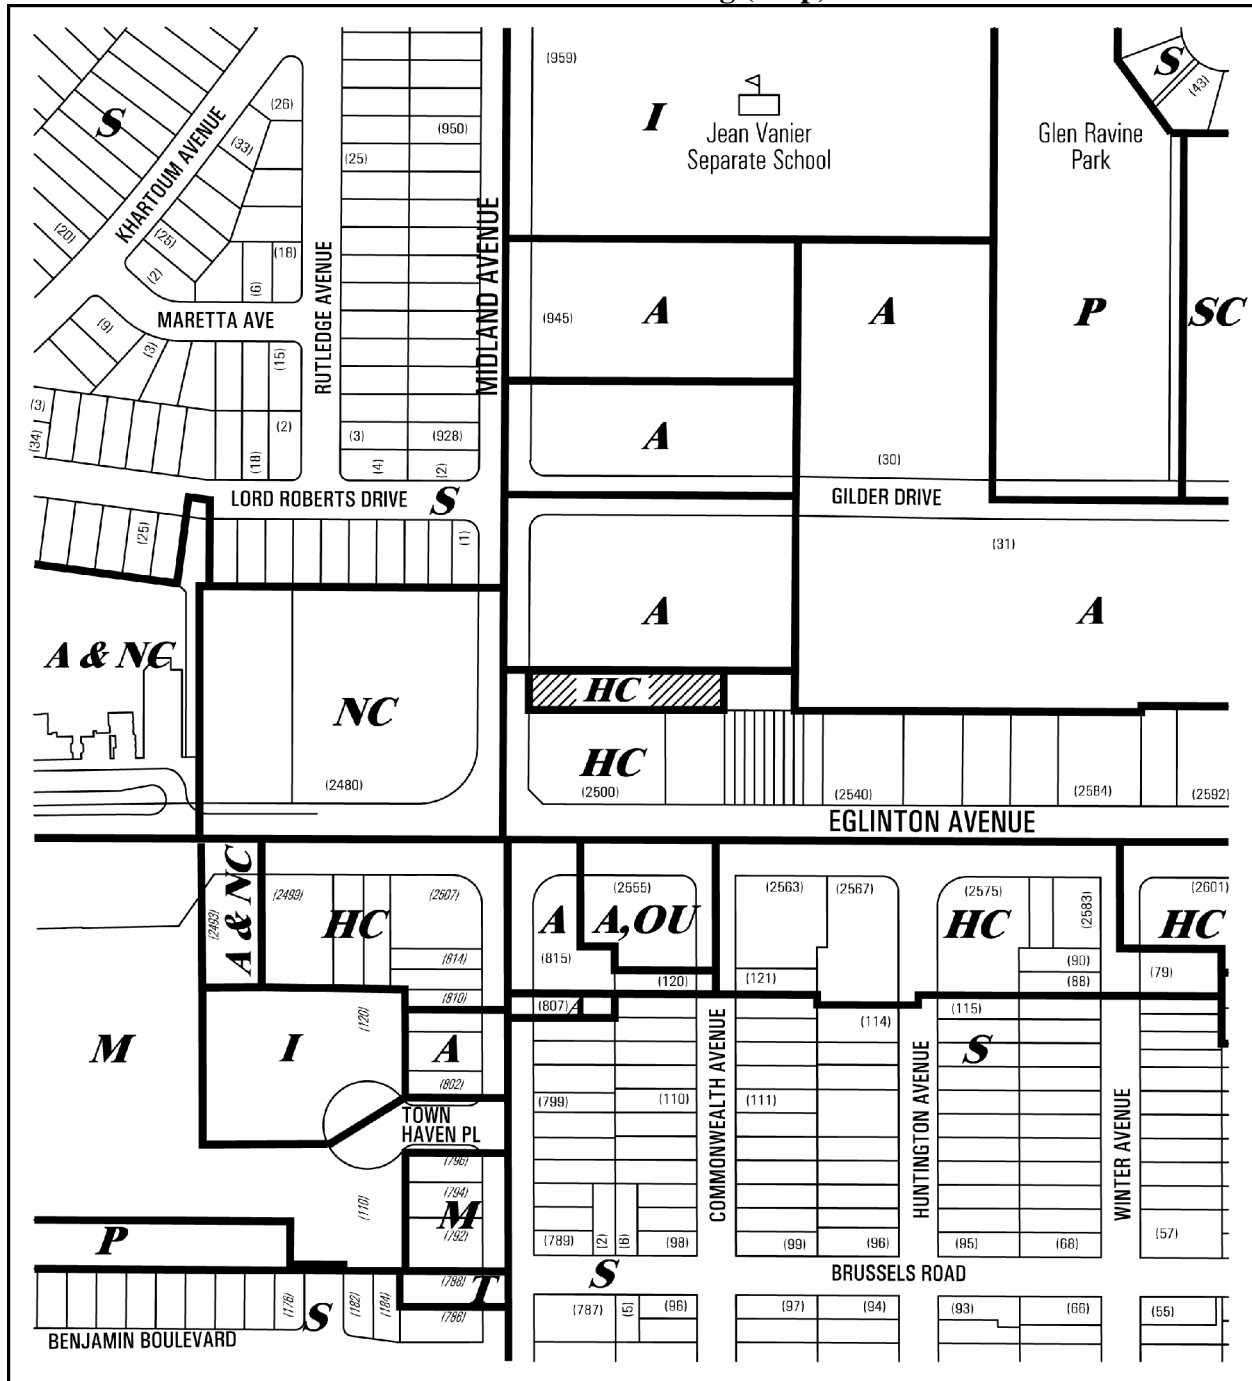 (959)
S
(43)
S
(26)
(950)
I
Jean Vanier
Separate School
Glen Ravine
Park
(33)
(25)
KHARTOUM AVENUE
(20)
(25)
(2)
(18)
(6)
RUTLEDGE AVENUE
MIDLAND AVENUE
MARETTA AVE
(9)
(3)
(15)
(945)
A
A
P
SC
(3)
(34)
(2)
(18)
(3)
(928)
(4)
(2)
A
(30)
LORD ROBERTS DRIVE
S
GILDER DRIVE
(25)
(1)
(31)
A
A
A & NC
HC
NC
HC
(2480)
(2500)
(2540)
(2584)
(2592)
EGLINTON AVENUE
A & NC
(2493)
(2499)
(2507)
HC
(2555)
A
A,OU
(2563)
(2567)
(2575)
(2583)
HC
(2601)
HC
(814)
(815)
(90)
(810)
(120)
(121)
(88)
(79)
(120)
(807)
A
(114)
(115)
M
I
A
S
(802)
(799)
(110)
(111)
TOWN
HAVEN PL
COMMONWEALTH AVENUE
HUNTINGTON AVENUE
WINTER AVENUE
(796)
(794)
(110)
M
(792)
P
(789)
(2)
(6)
(98)
(99)
(96)
(95)
(68)
(57)
S
BRUSSELS ROAD
(788)
T
(176)
S
(182)
(184)
(786)
(787)
(5)
(96)
(97)
(94)
(93)
(66)
(55)
BENJAMIN BOULEVARD